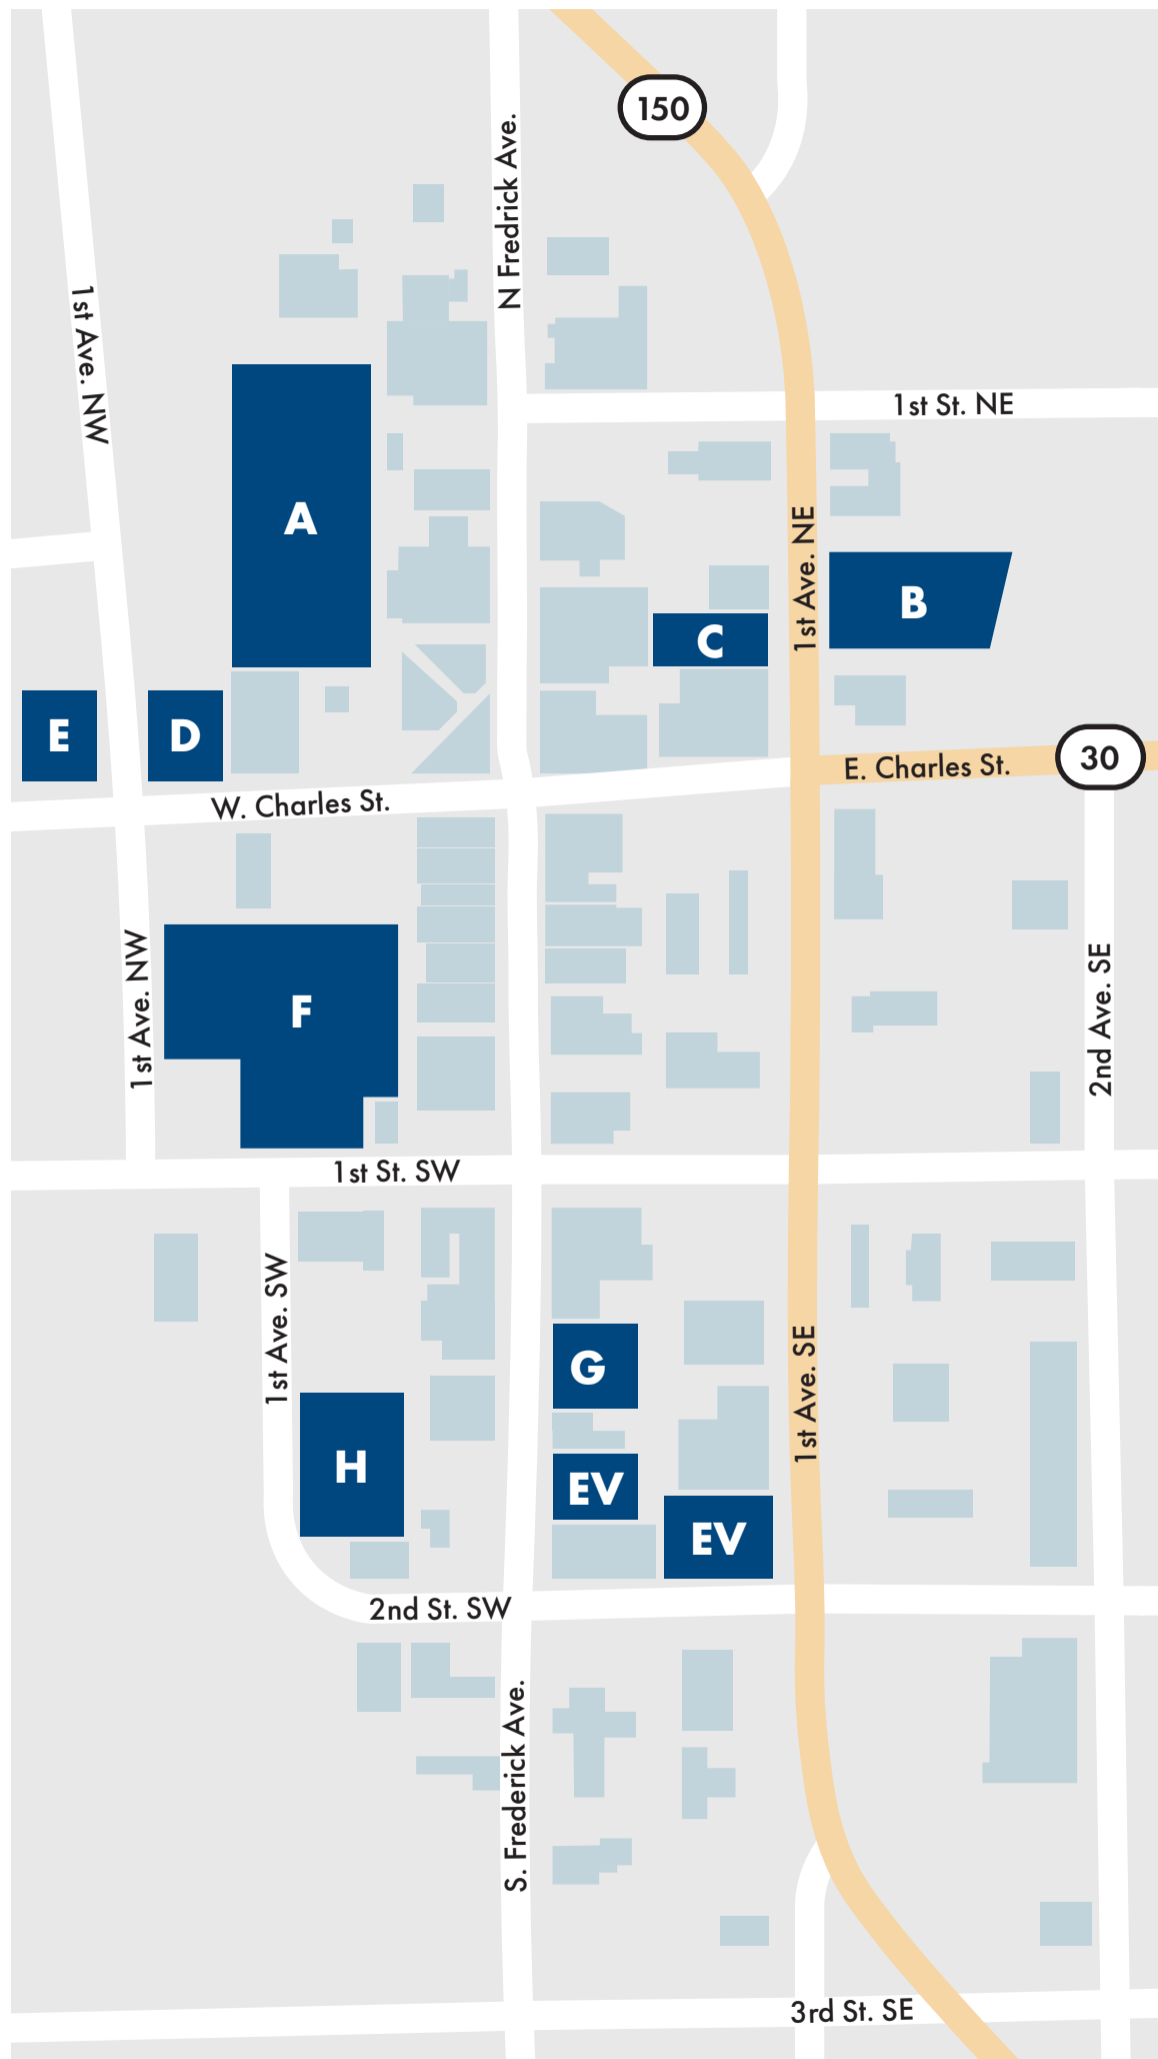 150
N Fredrick Ave.
1st Ave. NW
1st St. NE
A
1st Ave. NE
B
C
E
D
E. Charles St.
30
W. Charles St.
1st Ave. NW
F
2nd Ave. SE
1st St. SW
1st Ave. SW
G
1st Ave. SE
H
EV
EV
2nd St. SW
S. Frederick Ave.
3rd St. SE